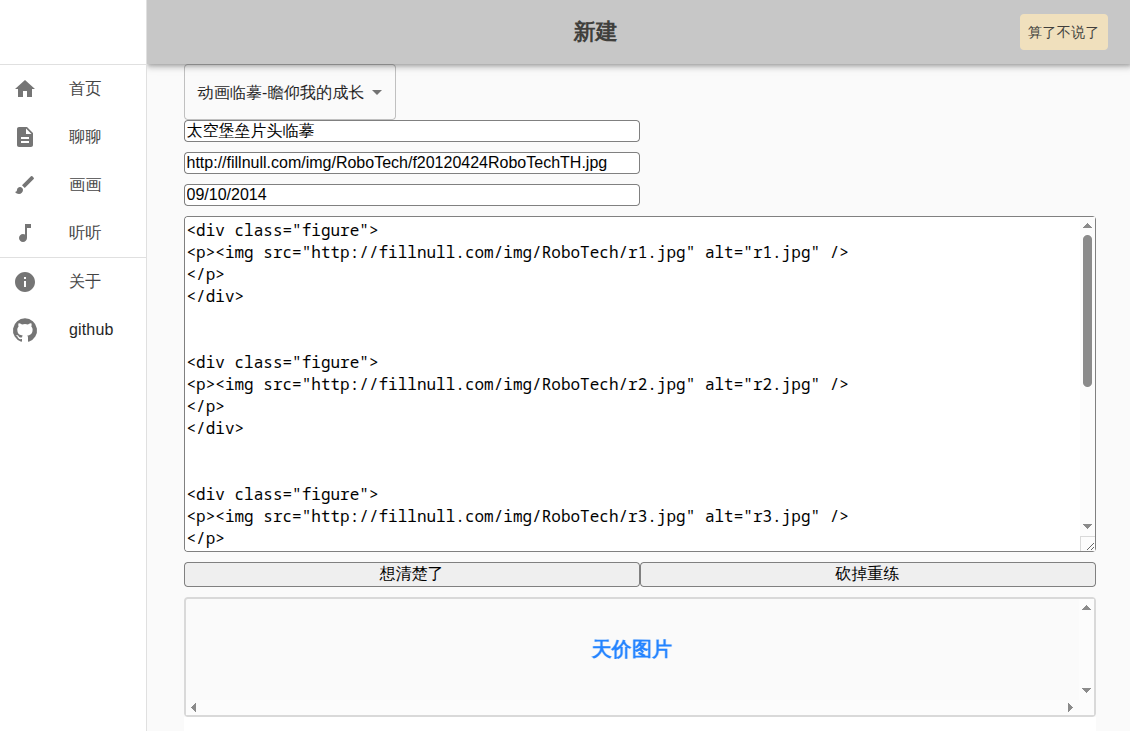 新建
算了不说了
首页
聊聊
画画
听听
关于
github
动画临摹-瞻仰我的成长
太空堡垒片头临摹
http://fillnull.com/img/RoboTech/f20120424RoboTechTH.jpg
09/10/2014
<div class="figure">
<p><img src="http://fillnull.com/img/RoboTech/r1.jpg" alt="r1.jpg" />
</p>
</div>
<div class="figure">
<p><img src="http://fillnull.com/img/RoboTech/r2.jpg" alt="r2.jpg" />
</p>
</div>
<div class="figure">
<p><img src="http://fillnull.com/img/RoboTech/r3.jpg" alt="r3.jpg" />
</p>
想清楚了
砍掉重练
天价图片